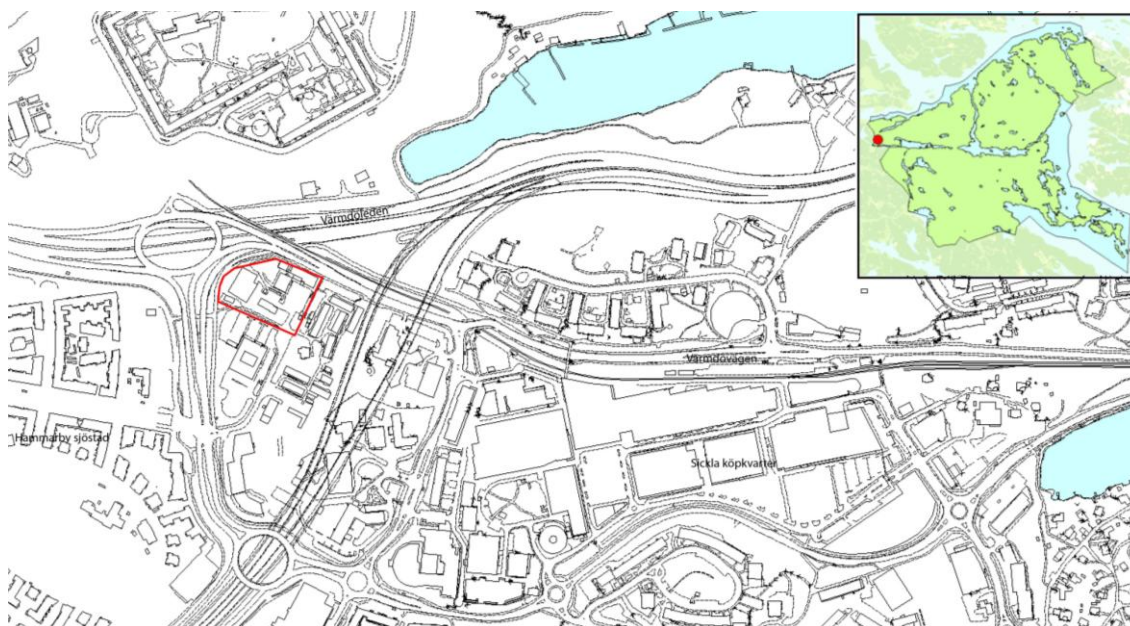 Värmdöleden
Värmdövägen
Hammarby sjöstad
Sickla köpkvarter